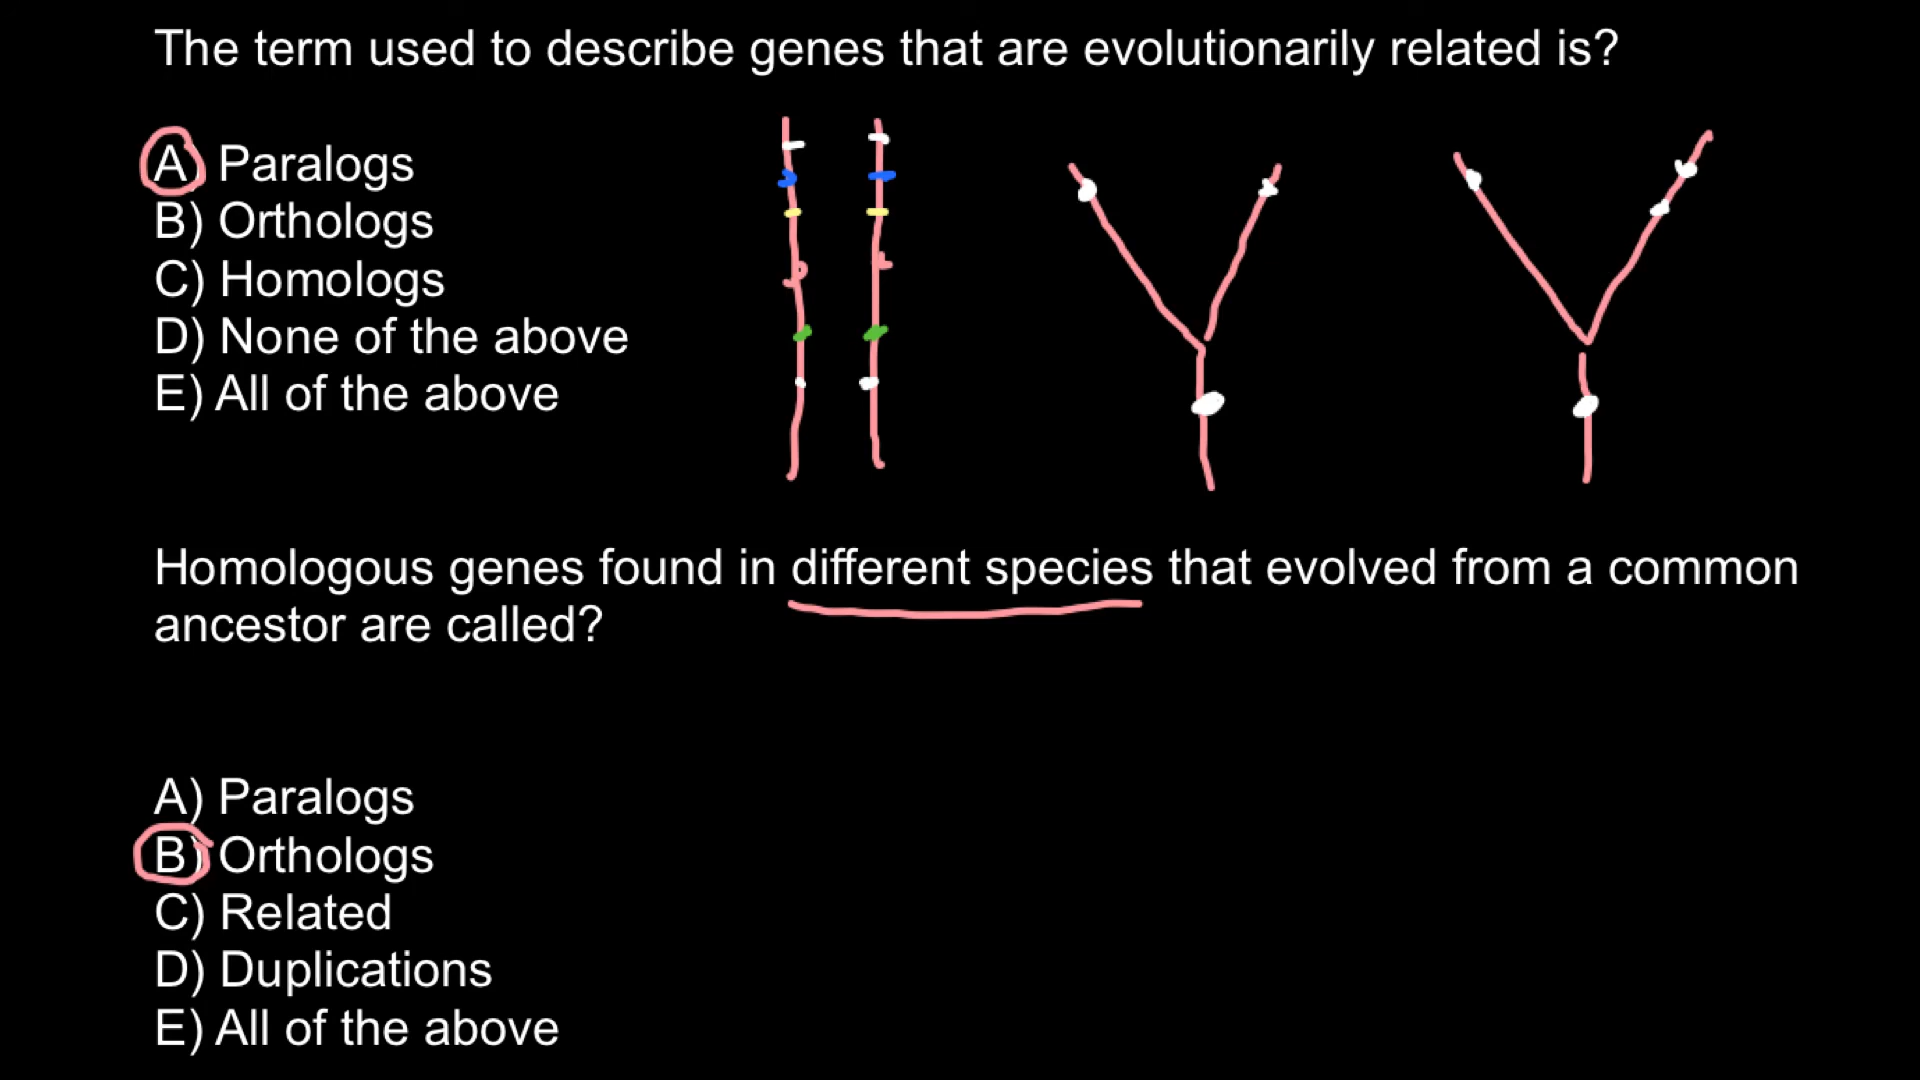 The term used to describe genes that are evolutionarily related is?
A) Paralogs
B) Orthologs
C) Homologs
D) None of the above
E) All of the above
Homologous genes found in different species that evolved from a common
ancestor are called?
A) Paralogs
B) Orthologs
C) Related
D) Duplications
E) All of the above